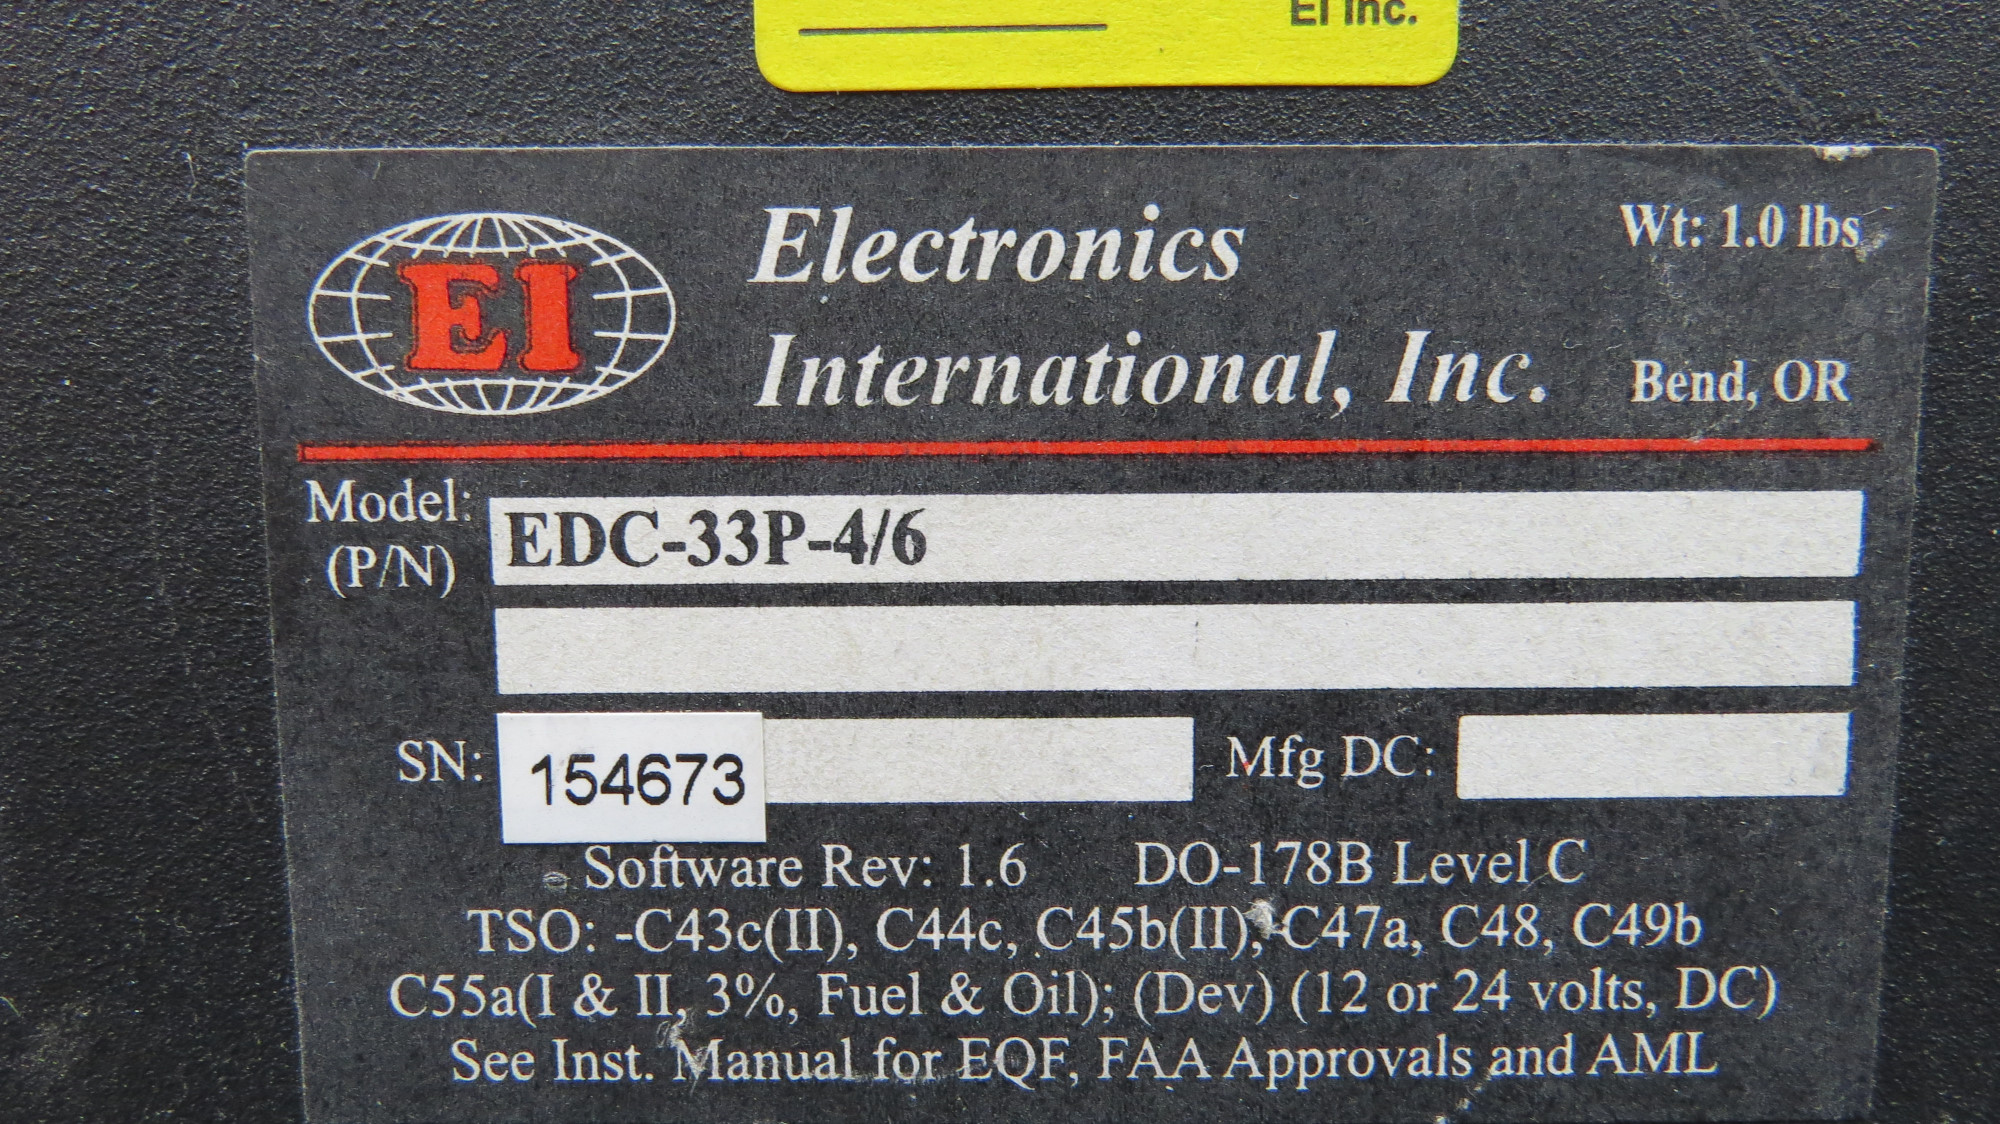 EI Inc.
EI
Electronics
International, Inc.
Wt: 1.0 lbs
Bend, OR
Model: EDC-33P-4/6
(P/N)
SN: 154673 Mfg DC:
Software Rev: 1.6 DO-178B Level C
TSO: -C43c(II), C44c, C45b(II), C47a, C48, C49b
C55a(I & II, 3%, Fuel & Oil); (Dev) (12 or 24 volts, DC)
See Inst. Manual for EQF, FAA Approvals and AML